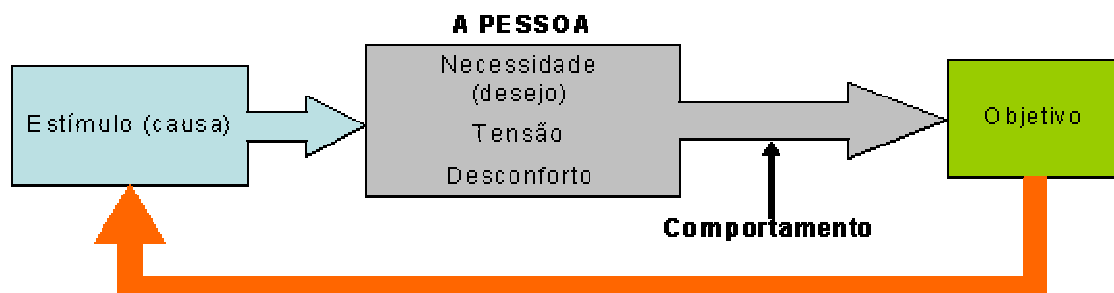 A PESSOA
Estímulo (causa)
Necessidade
(desejo)
Tensão
Desconforto
Objetivo
Comportamento